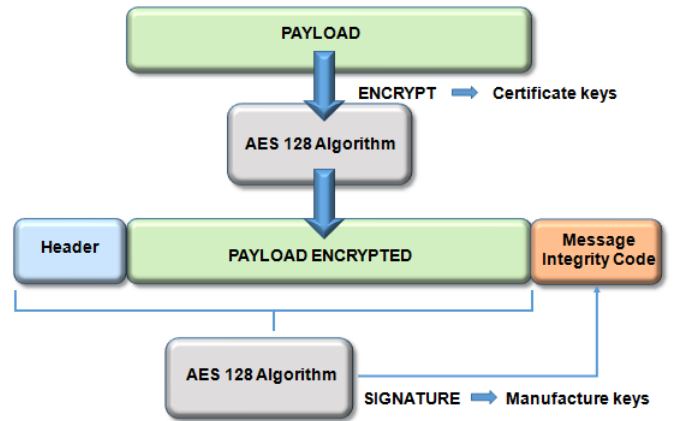 PAYLOAD
ENCRYPT
Certificate keys
AES 128 Algorithm
Header
PAYLOAD ENCRYPTED
Message
Integrity Code
AES 128 Algorithm
SIGNATURE
Manufacture keys